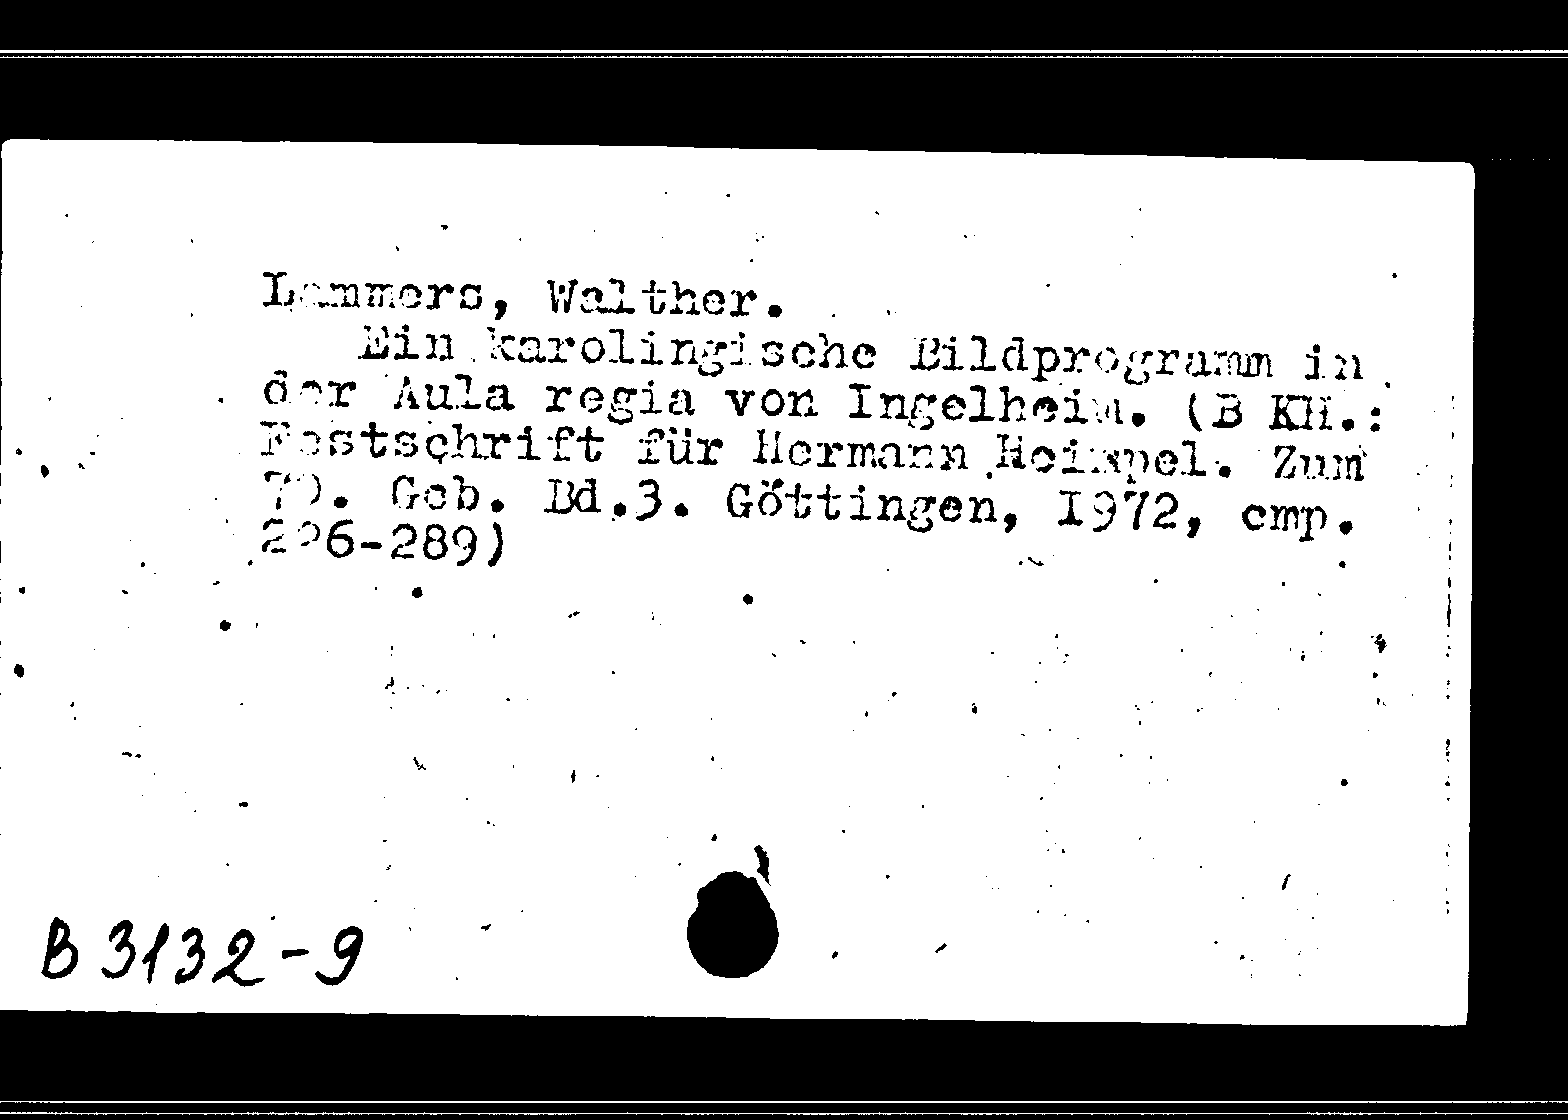 Lammers, Walther.
Ein karolingische Bildprogramm in
der Aula regia von Ingelheim. (В кн.:
Festschrift für Hermann Heimpel. Zum
70. Geb. Bd.3. Göttingen, 1972, стр.
226-289)
В 3132-9